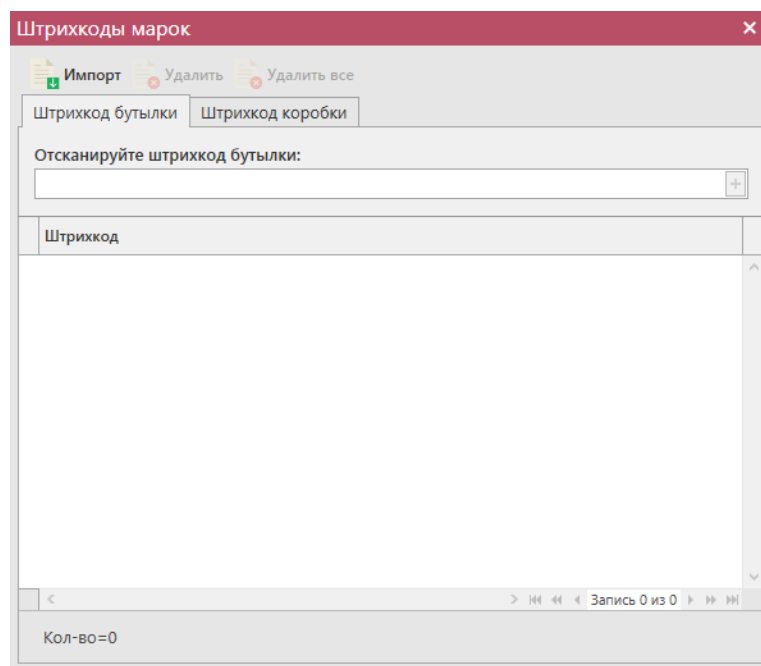 Штрихкоды марок
Импорт Удалить Удалить все
Штрихкод бутылки Штрихкод коробки
Отсканируйте штрихкод бутылки:
Штрихкод
Запись 0 из 0
Кол-во=0